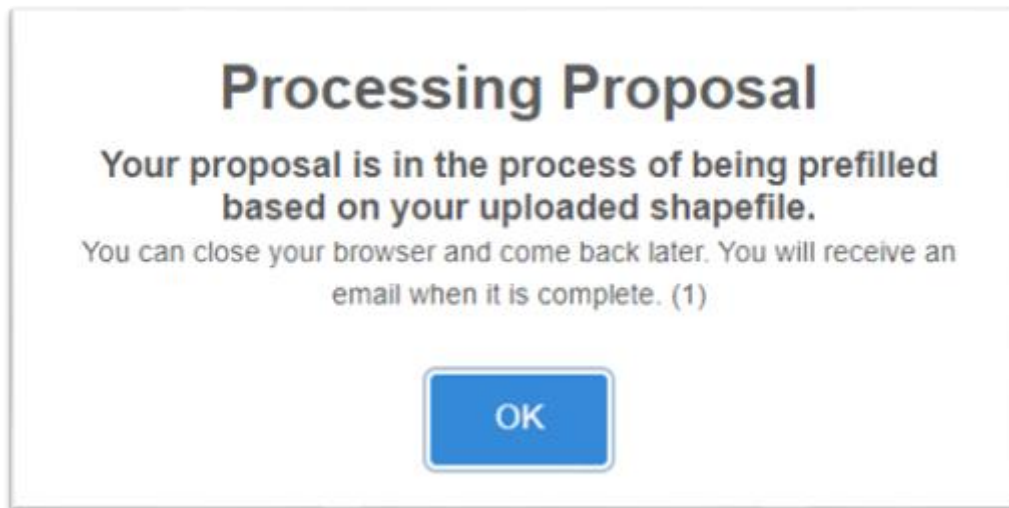 Processing Proposal
Your proposal is in the process of being prefilled
based on your uploaded shapefile.
You can close your browser and come back later. You will receive an
email when it is complete. (1)
OK